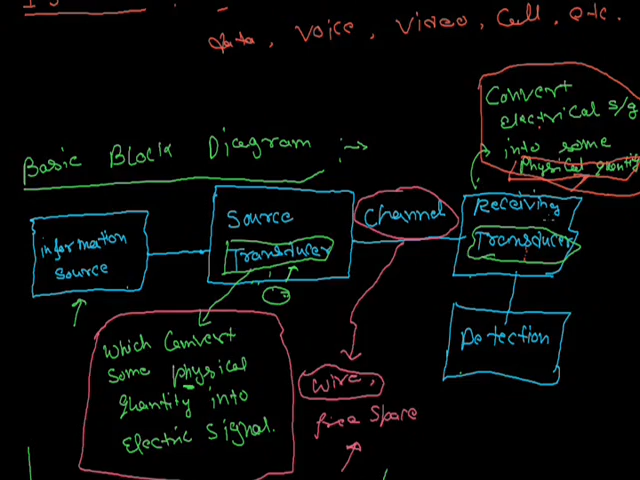 data, Voice, Video, Call, etc.
Convert
electrical s/g
into some
Physical quantity
Basic Block Diagram :→
information
source
Source
Transducer
Channel
Receiving
Transducer
Detection
Which Convert
some physical
quantity into
Electric signal.
Wire,
free space